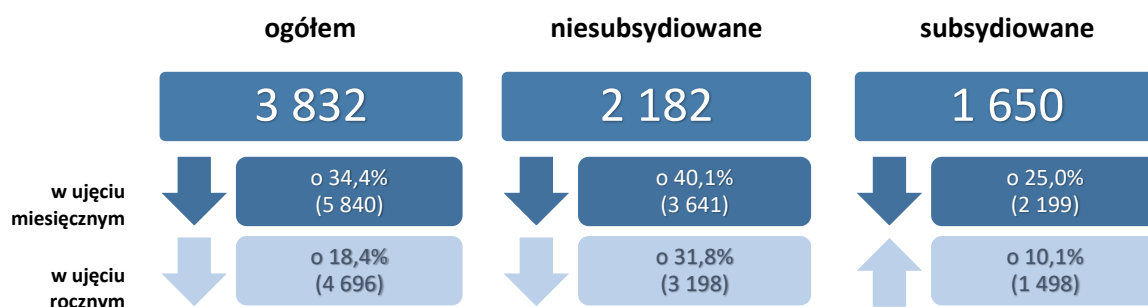 ogółem niesubsydiowane subsydiowane
3 832 2 182 1 650
w ujęciu
miesięcznym
o 34,4%
(5 840)
o 40,1%
(3 641)
o 25,0%
(2 199)
w ujęciu
rocznym
o 18,4%
(4 696)
o 31,8%
(3 198)
o 10,1%
(1 498)